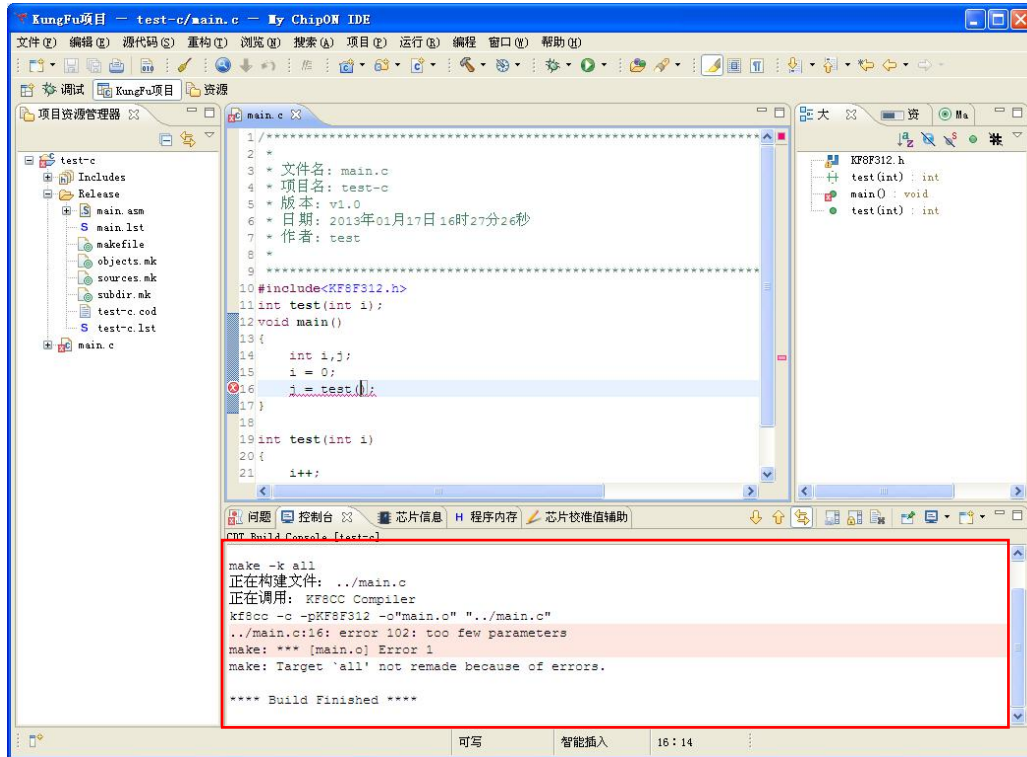 KungFu项目 — test-c/main.c — My ChipON IDE
文件(F) 编辑(E) 源代码(S) 重构(T) 浏览(N) 搜索(A) 项目(P) 运行(R) 编程 窗口(W) 帮助(H)
调试 KungFu项目 资源
项目资源管理器
test-c
Includes
Release
main.asm
main.lst
makefile
objects.mk
sources.mk
subdir.mk
test-c.cod
test-c.lst
main.c
main.c
1 /***************************************************************
2 *
3 * 文件名: main.c
4 * 项目名: test-c
5 * 版本: v1.0
6 * 日期: 2013年01月17日16时27分26秒
7 * 作者: test
8 *
9 ***************************************************************
10 #include<KF8F312.h>
11 int test(int i);
12 void main()
13 {
14 int i,j;
15 i = 0;
16 j = test();
17 }
18
19 int test(int i)
20 {
21 i++;
大 资 Ma
KF8F312.h
test(int) : int
main() : void
test(int) : int
问题 控制台 芯片信息 程序内存 芯片校准值辅助
CDT Build Console [test-c]
make -k all
正在构建文件: ../main.c
正在调用: KF8CC Compiler
kf8cc -c -pKF8F312 -o"main.o" "../main.c"
../main.c:16: error 102: too few parameters
make: *** [main.o] Error 1
make: Target `all' not remade because of errors.
**** Build Finished ****
可写 智能插入 16:14